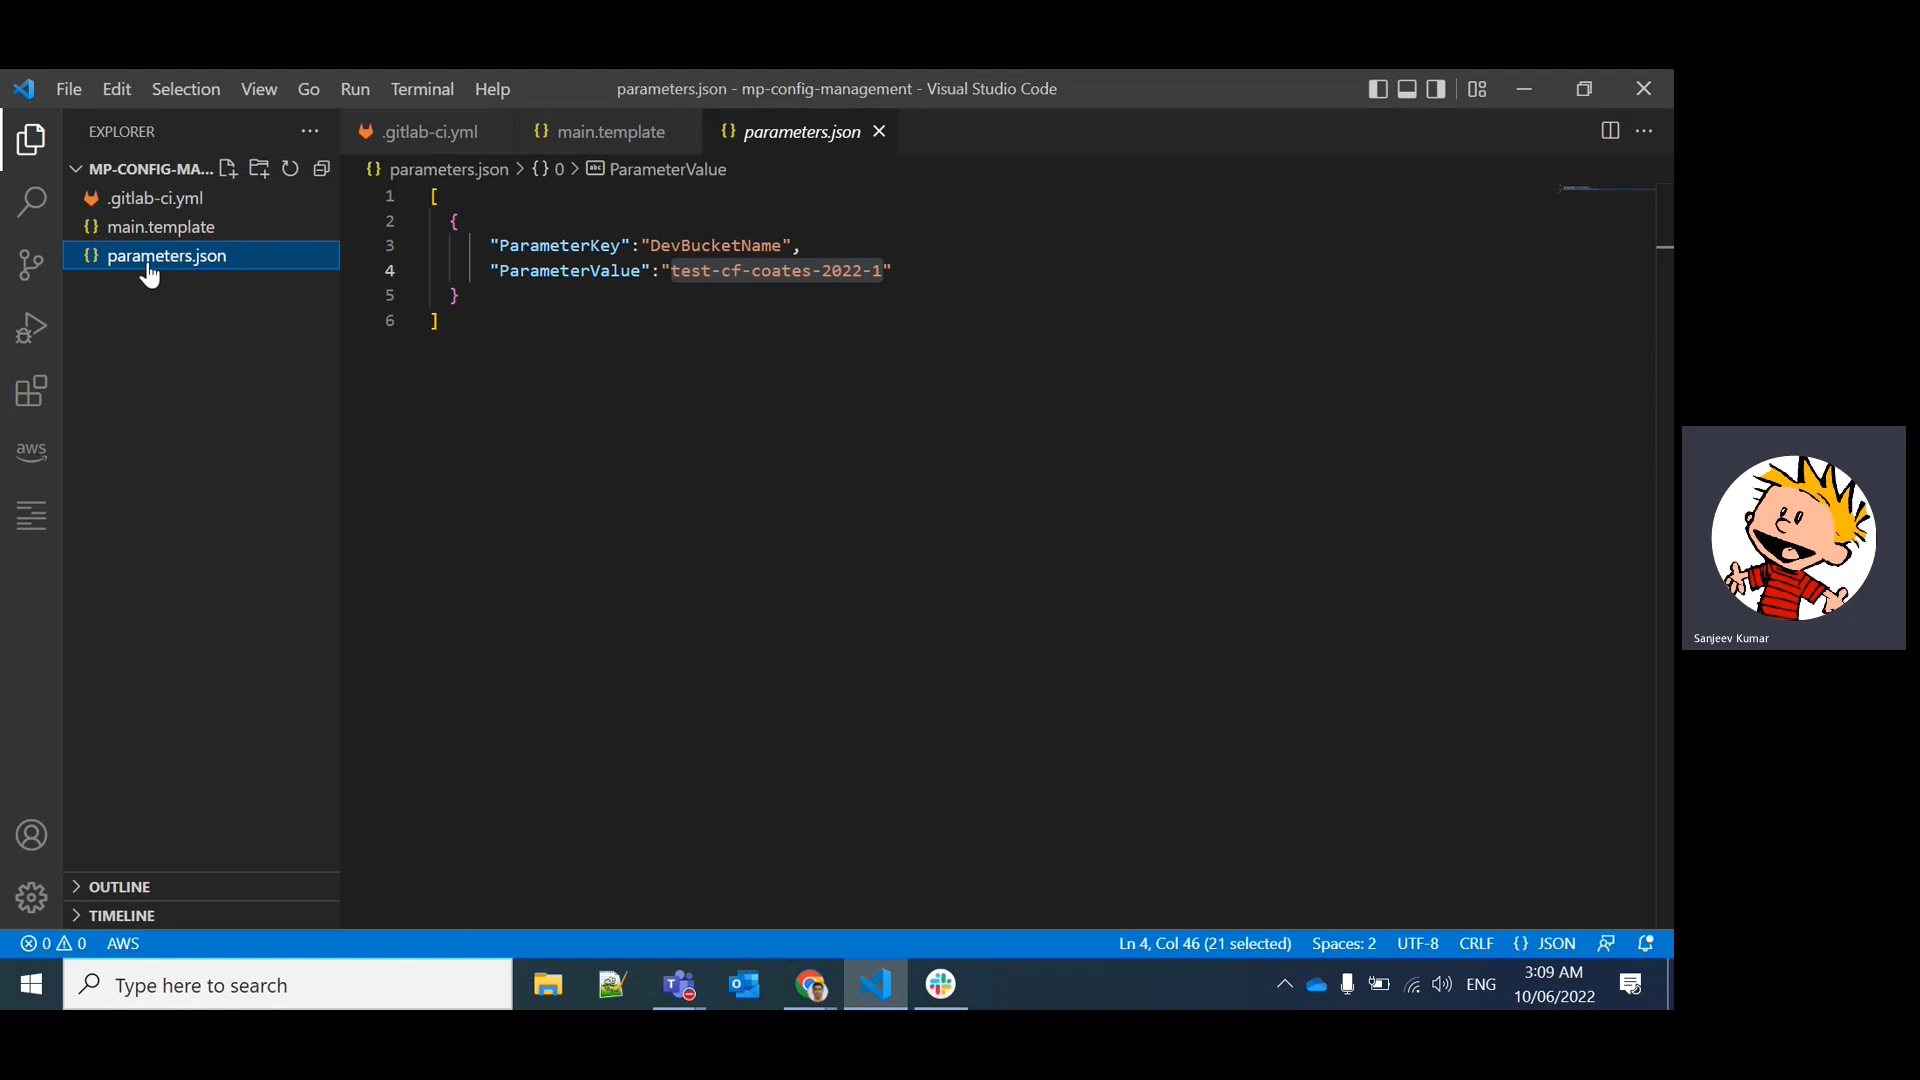 File Edit Selection View Go Run Terminal Help
parameters.json - mp-config-management - Visual Studio Code
EXPLORER
MP-CONFIG-MA...
.gitlab-ci.yml
main.template
parameters.json
OUTLINE
TIMELINE
aws
.gitlab-ci.yml main.template parameters.json
parameters.json > {} 0 > ParameterValue
1 [
2 {
3 "ParameterKey":"DevBucketName",
4 "ParameterValue":"test-cf-coates-2022-1"
5 }
6 ]
Sanjeev Kumar
0 0 AWS
Ln 4, Col 46 (21 selected) Spaces: 2 UTF-8 CRLF {} JSON
Type here to search
ENG
3:09 AM
10/06/2022